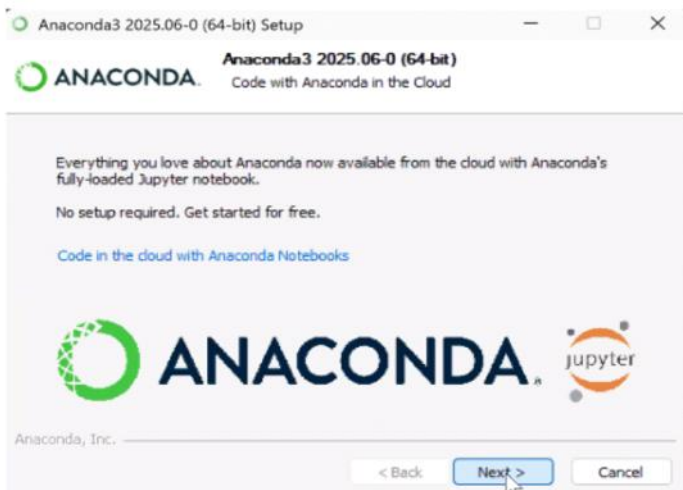 Anaconda3 2025.06-0 (64-bit) Setup
Anaconda3 2025.06-0 (64-bit)
ANACONDA.
Code with Anaconda in the Cloud
Everything you love about Anaconda now available from the cloud with Anaconda's
fully-loaded Jupyter notebook.
No setup required. Get started for free.
Code in the cloud with Anaconda Notebooks
ANACONDA.
jupyter
Anaconda, Inc.
< Back
Next >
Cancel